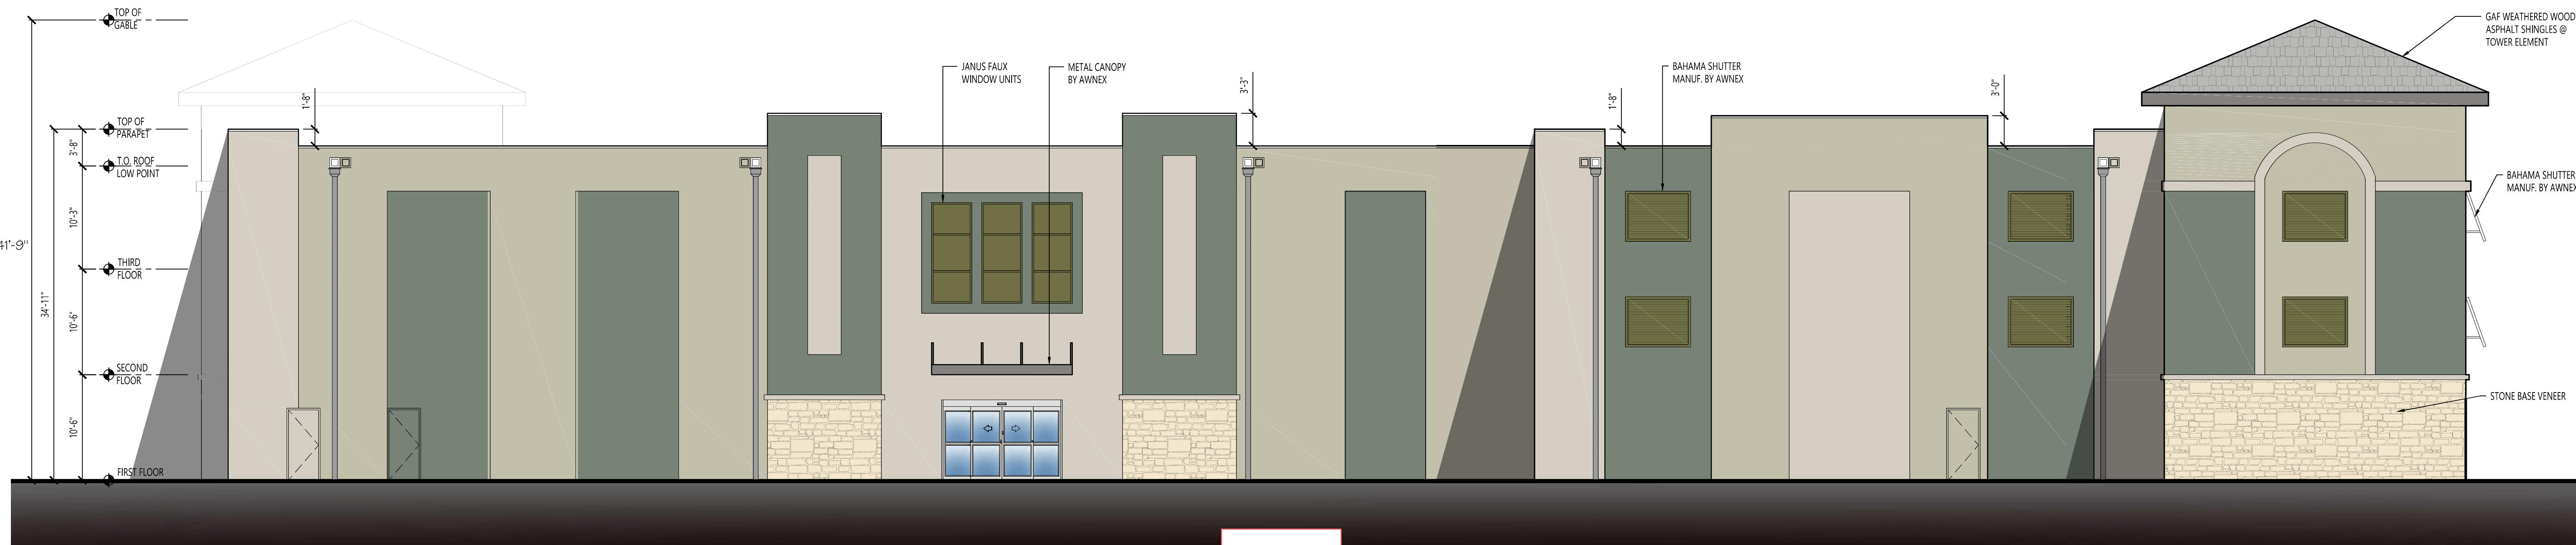 TOP OF
GABLE
GAF WEATHERED WOOD
ASPHALT SHINGLES @
TOWER ELEMENT
JANUS FAUX
WINDOW UNITS
METAL CANOPY
BY AWNEX
BAHAMA SHUTTER
MANUF. BY AWNEX
1'-8"
3'-3"
1'-8"
3'-0"
TOP OF
PARAPET
3'-8"
T.O. ROOF
LOW POINT
BAHAMA SHUTTER
MANUF. BY AWNEX
10'-3"
41'-9"
THIRD
FLOOR
34'-11"
10'-6"
SECOND
FLOOR
STONE BASE VENEER
10'-6"
FIRST FLOOR